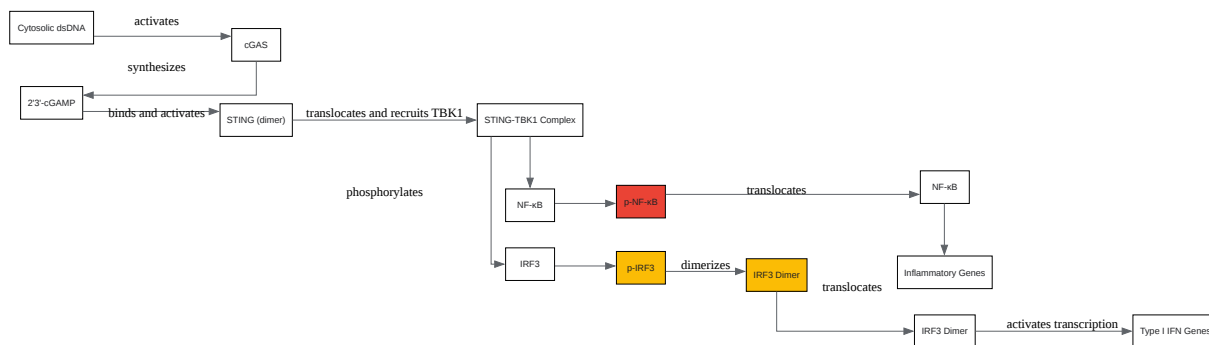 activates
Cytosolic dsDNA
cGAS
synthesizes
2'3'-cGAMP
binds and activates
STING (dimer)
translocates and recruits TBK1
STING-TBK1 Complex
phosphorylates
NF-κB
p-NF-κB
translocates
NF-κB
IRF3
p-IRF3
dimerizes
IRF3 Dimer
translocates
Inflammatory Genes
IRF3 Dimer
activates transcription
Type I IFN Genes